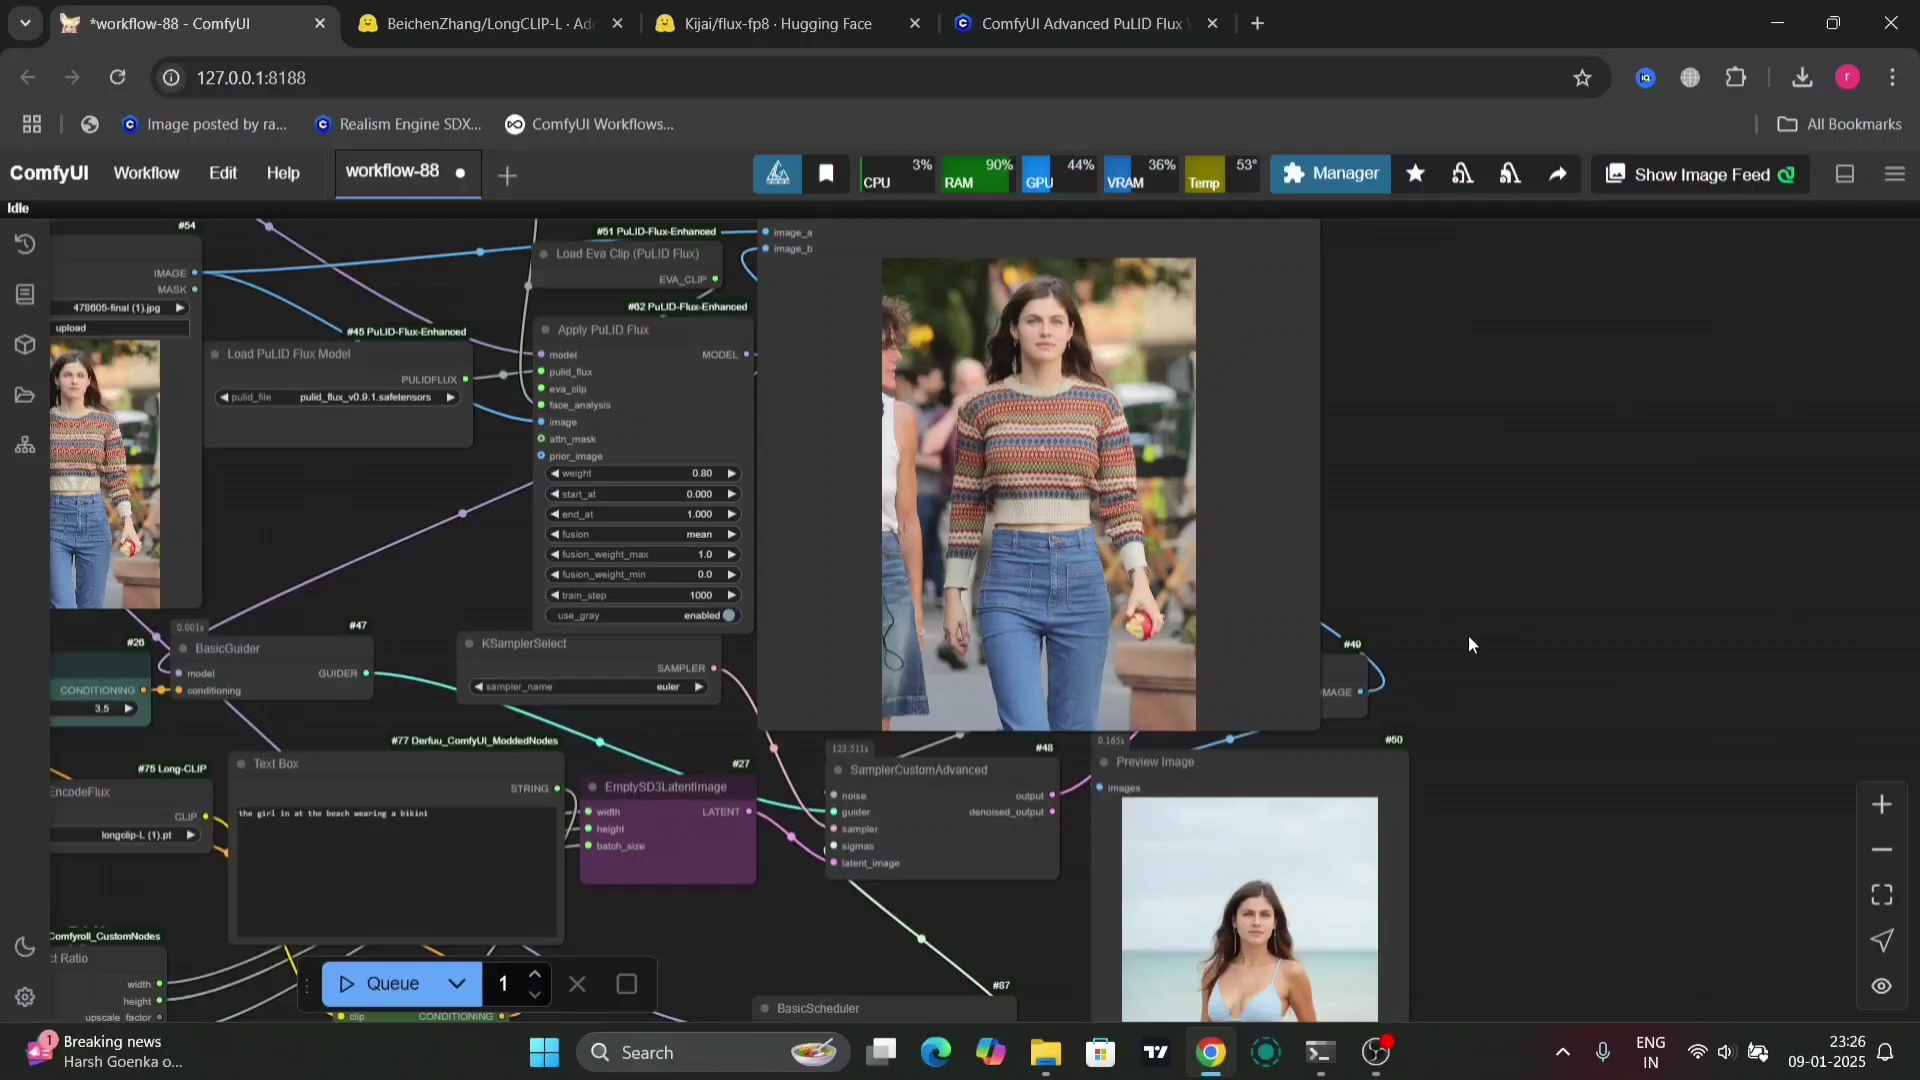 *workflow-88 - ComfyUI
BeichenZhang/LongCLIP-L · Ad
Kijai/flux-fp8 · Hugging Face
ComfyUI Advanced PuLID Flux
127.0.0.1:8188
Image posted by ra...
Realism Engine SDX...
ComfyUI Workflows...
All Bookmarks
ComfyUI
Workflow
Edit
Help
workflow-88
CPU 3%
RAM 90%
GPU 44%
VRAM 36%
Temp 53°
Manager
Show Image Feed
Idle
#54
IMAGE
MASK
478605-final (1).jpg
upload
#51 PuLID-Flux-Enhanced
Load Eva Clip (PuLID Flux)
EVA_CLIP
image_a
image_b
#45 PuLID-Flux-Enhanced
Load PuLID Flux Model
PULIDFLUX
pulid_file pulid_flux_v0.9.1.safetensors
#62 PuLID-Flux-Enhanced
Apply PuLID Flux
model MODEL
pulid_flux
eva_clip
face_analysis
image
attn_mask
prior_image
weight 0.80
start_at 0.000
end_at 1.000
fusion mean
fusion_weight_max 1.0
fusion_weight_min 0.0
train_step 1000
use_gray enabled
#26
CONDITIONING
3.5
0.001s
#47
BasicGuider
model GUIDER
conditioning
KSamplerSelect
SAMPLER
sampler_name euler
#49
IMAGE
#75 Long-CLIP
EncodeFlux
CLIP
longclip-L (1).pt
#77 Derfuu_ComfyUI_ModdedNodes
Text Box
STRING
the girl in at the beach wearing a bikini
#27
EmptySD3LatentImage
width LATENT
height
batch_size
123.511s
#48
SamplerCustomAdvanced
noise output
guider denoised_output
sampler
sigmas
latent_image
0.165s
#50
Preview Image
images
Comfyroll_CustomNodes
ct Ratio
width
height
upscale_factor
Queue
1
clip CONDITIONING
#87
BasicScheduler
1
Breaking news
Harsh Goenka o...
Search
ENG
IN
23:26
09-01-2025